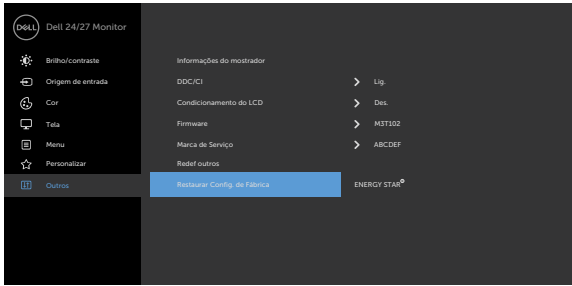 DELL Dell 24/27 Monitor
Brilho/contraste
Origem de entrada
Cor
Tela
Menu
Personalizar
Outros
Informações do mostrador
DDC/CI Lig.
Condicionamento do LCD Des.
Firmware M3T102
Marca de Serviço ABCDEF
Redef outros
Restaurar Config. de Fábrica ENERGY STAR®